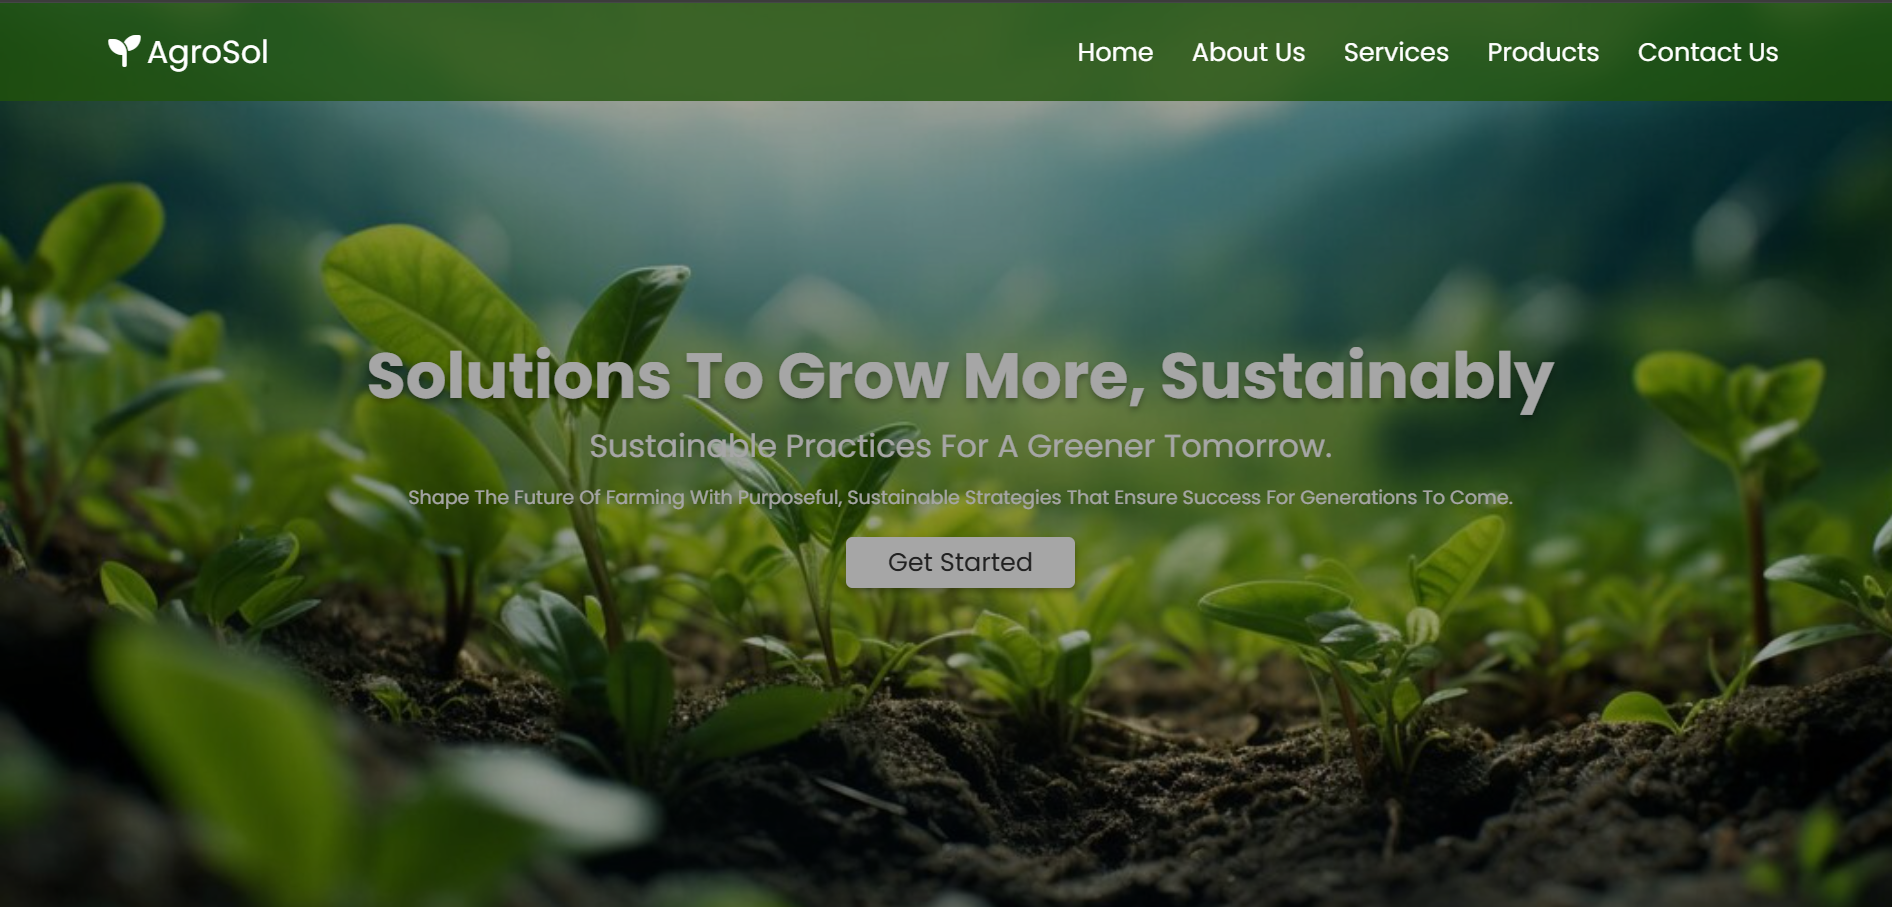 AgroSol
Home About Us Services Products Contact Us
Solutions To Grow More, Sustainably
Sustainable Practices For A Greener Tomorrow.
Shape The Future Of Farming With Purposeful, Sustainable Strategies That Ensure Success For Generations To Come.
Get Started